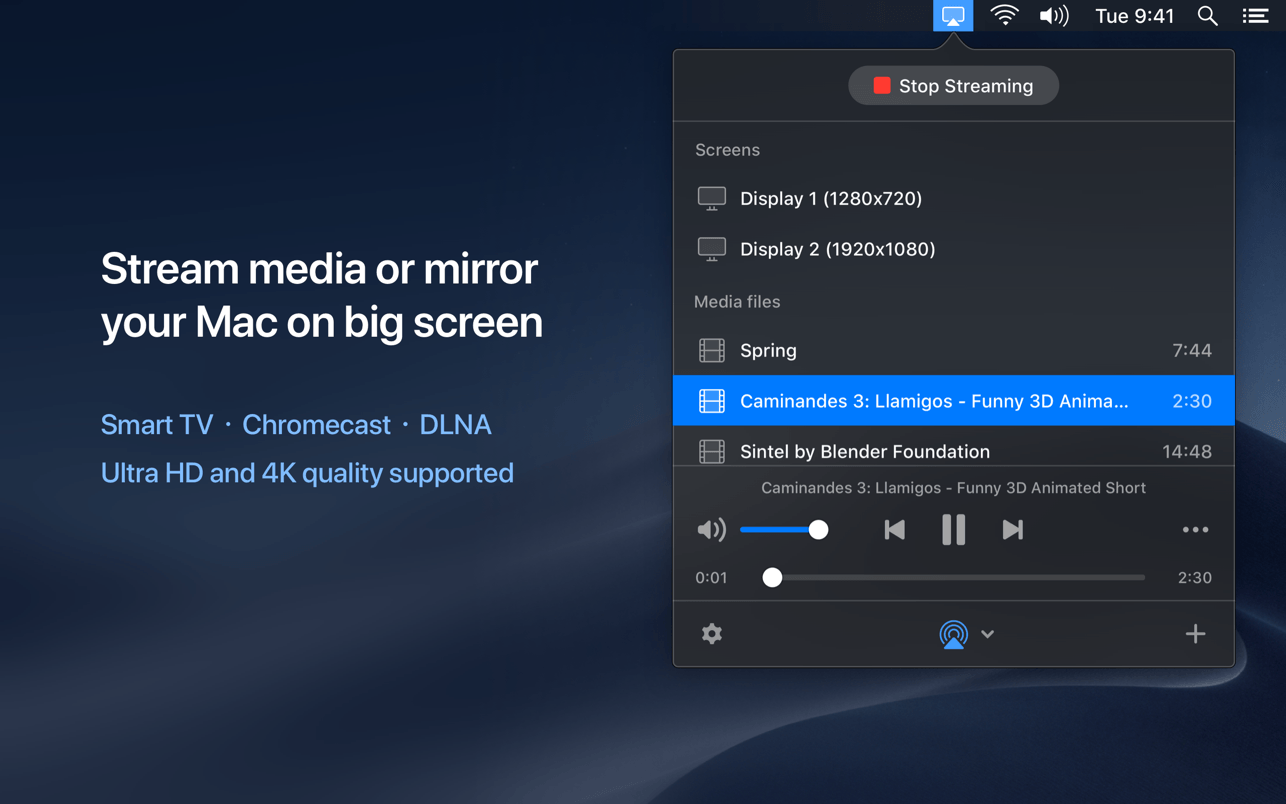 Tue 9:41
Stop Streaming
Screens
Display 1 (1280x720)
Display 2 (1920x1080)
Media files
Spring 7:44
Caminandes 3: Llamigos - Funny 3D Anima... 2:30
Sintel by Blender Foundation 14:48
Caminandes 3: Llamigos - Funny 3D Animated Short
0:01 2:30
Stream media or mirror
your Mac on big screen
Smart TV · Chromecast · DLNA
Ultra HD and 4K quality supported